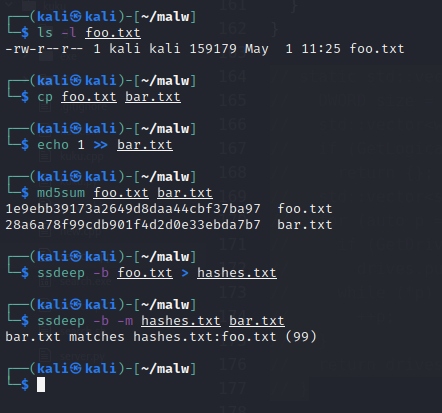 ┌──(kali㉿kali)-[~/malw]
└─$ ls -l foo.txt
-rw-r--r-- 1 kali kali 159179 May  1 11:25 foo.txt
┌──(kali㉿kali)-[~/malw]
└─$ cp foo.txt bar.txt
┌──(kali㉿kali)-[~/malw]
└─$ echo 1 >> bar.txt
┌──(kali㉿kali)-[~/malw]
└─$ md5sum foo.txt bar.txt
1e9ebb39173a2649d8daa44cbf37ba97  foo.txt
28a6a78f99cdb901f4d2d0e33ebda7b7  bar.txt
┌──(kali㉿kali)-[~/malw]
└─$ ssdeep -b foo.txt > hashes.txt
┌──(kali㉿kali)-[~/malw]
└─$ ssdeep -b -m hashes.txt bar.txt
bar.txt matches hashes.txt:foo.txt (99)
┌──(kali㉿kali)-[~/malw]
└─$